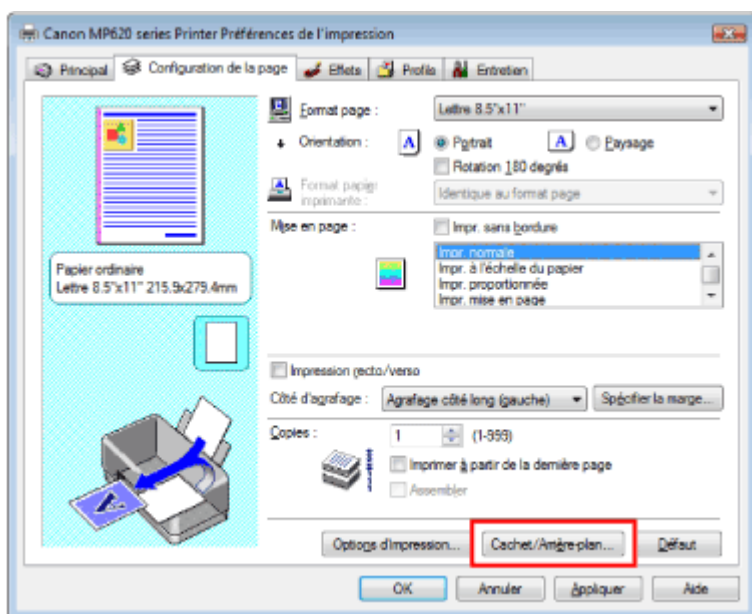 Canon MP620 series Printer Préférences de l'impression
Principal Configuration de la page Effets Profils Entretien
Format page : Lettre 8.5"x11"
Orientation : A Portrait A Paysage
Rotation 180 degrés
Format papier imprimante : Identique au format page
Mise en page : Impr. sans bordure
Impr. normale
Impr. à l'échelle du papier
Impr. proportionnée
Impr. mise en page
Papier ordinaire
Lettre 8.5"x11" 215.9x279.4mm
Impression recto/verso
Côté d'agrafage : Agrafage côté long (gauche) Spécifier la marge...
Copies : 1 (1-999)
Imprimer à partir de la dernière page
Assembler
Options d'impression... Cachet/Arrière-plan... Défaut
OK Annuler Appliquer Aide